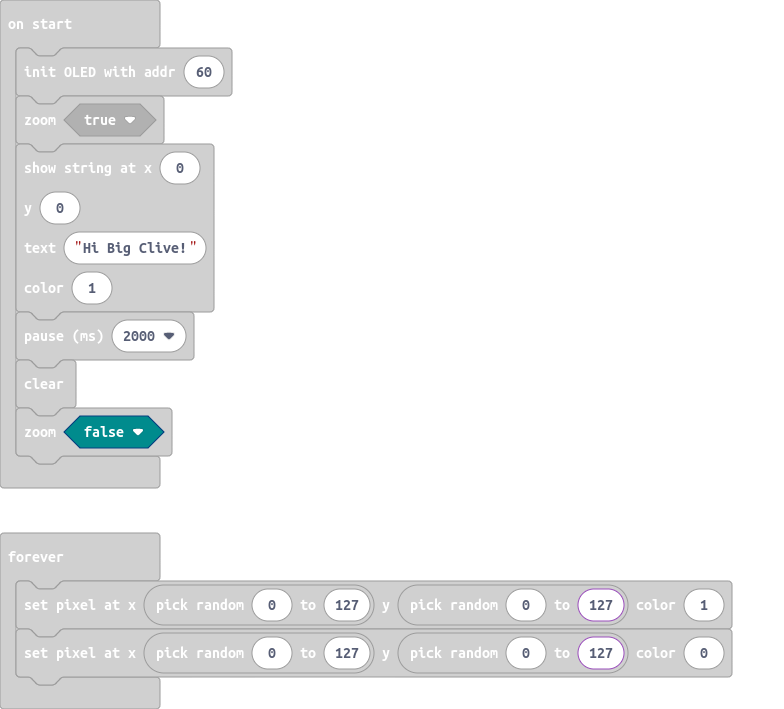 on start
init OLED with addr 60
zoom true
show string at x 0
y 0
text "Hi Big Clive!"
color 1
pause (ms) 2000
clear
zoom false
forever
set pixel at x pick random 0 to 127 y pick random 0 to 127 color 1
set pixel at x pick random 0 to 127 y pick random 0 to 127 color 0